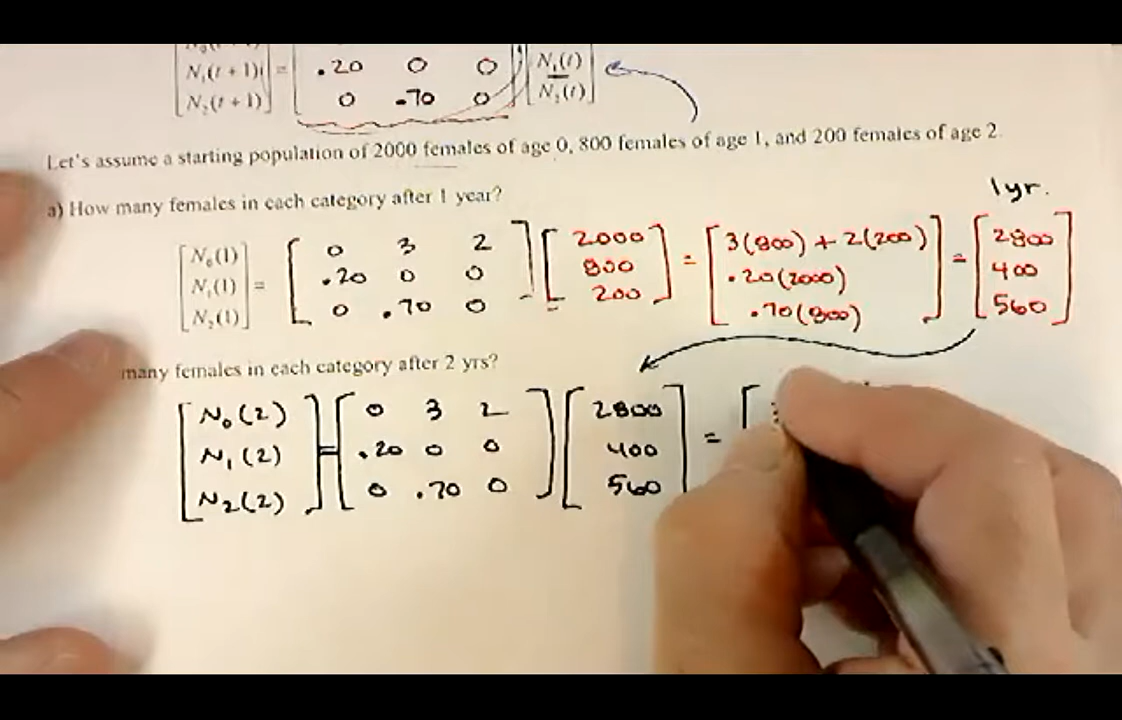 N₁(t + 1) = .20 0 0 N₁(t)
N₂(t + 1) 0 .70 0 N₂(t)
Let's assume a starting population of 2000 females of age 0, 800 females of age 1, and 200 females of age 2.
a) How many females in each category after 1 year?
1yr.
N₀(1) 0 3 2 2000 3(800) + 2(200) 2800
N₁(1) = .20 0 0 800 = .20(2000) = 400
N₂(1) 0 .70 0 200 .70(800) 560
many females in each category after 2 yrs?
N₀(2) 0 3 2 2800
N₁(2) = .20 0 0 400 =
N₂(2) 0 .70 0 560